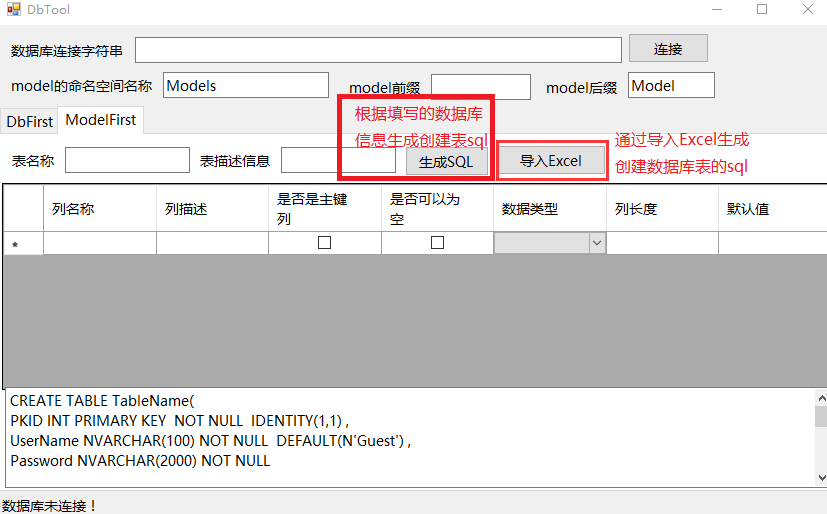 DbTool
数据库连接字符串
连接
model的命名空间名称 Models model前缀 model后缀 Model
DbFirst ModelFirst
根据填写的数据库
信息生成创建表sql
通过导入Excel生成
创建数据库表的sql
表名称 表描述信息 生成SQL 导入Excel
列名称 列描述 是否是主键列 是否可以为空 数据类型 列长度 默认值
*
CREATE TABLE TableName(
PKID INT PRIMARY KEY  NOT NULL  IDENTITY(1,1) ,
UserName NVARCHAR(100) NOT NULL  DEFAULT(N'Guest') ,
Password NVARCHAR(2000) NOT NULL
数据库未连接！